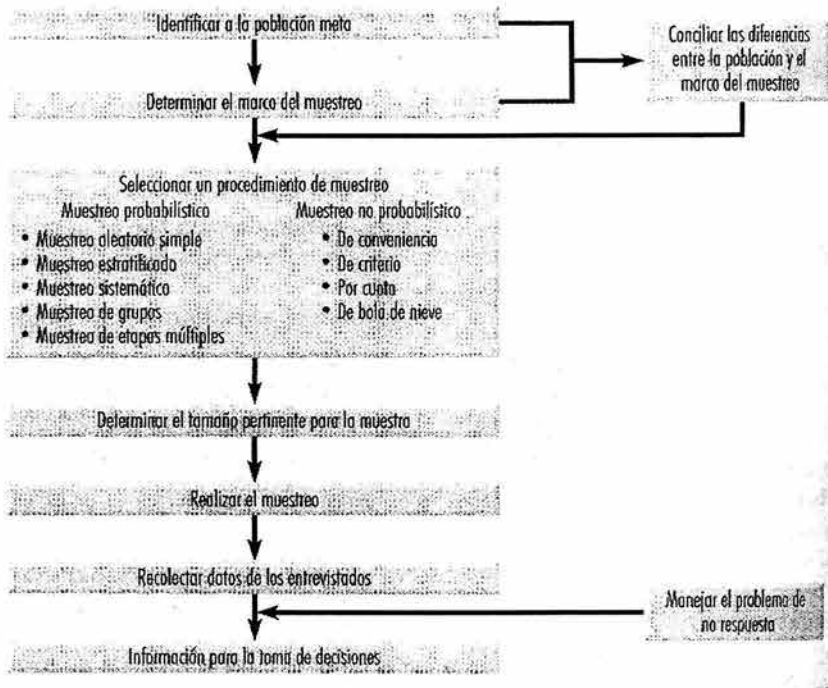 Identificar a la población meta
Conciliar las diferencias
entre la población y el
marco del muestreo
Determinar el marco del muestreo
Seleccionar un procedimiento de muestreo
Muestreo probabilístico
• Muestreo aleatorio simple
• Muestreo estratificado
• Muestreo sistemático
• Muestreo de grupos
• Muestreo de etapas múltiples
Muestreo no probabilístico
• De conveniencia
• De criterio
• Por cuota
• De bola de nieve
Determinar el tamaño pertinente para la muestra
Realizar el muestreo
Recolectar datos de los entrevistados
Manejar el problema de
no respuesta
Información para la toma de decisiones